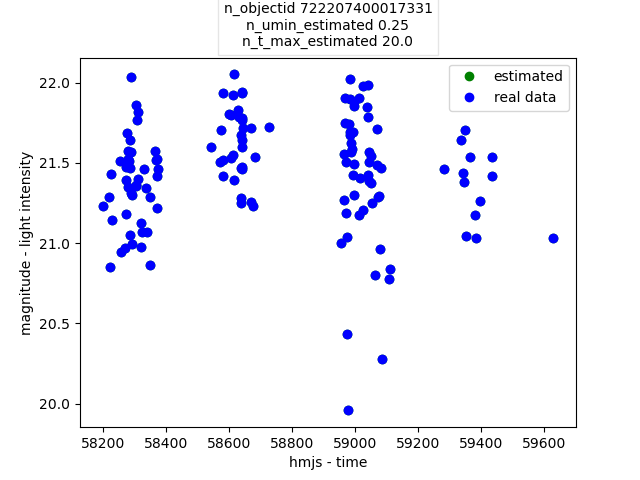 n_objectid 722207400017331
n_umin_estimated 0.25
n_t_max_estimated 20.0
estimated
real data
22.0
21.5
21.0
20.5
20.0
magnitude - light intensity
58200 58400 58600 58800 59000 59200 59400 59600
hmjs - time